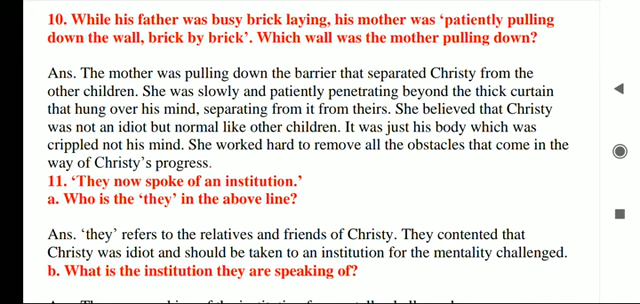 10. While his father was busy brick laying, his mother was ‘patiently pulling
down the wall, brick by brick’. Which wall was the mother pulling down?
Ans. The mother was pulling down the barrier that separated Christy from the
other children. She was slowly and patiently penetrating beyond the thick curtain
that hung over his mind, separating from it from theirs. She believed that Christy
was not an idiot but normal like other children. It was just his body which was
crippled not his mind. She worked hard to remove all the obstacles that come in the
way of Christy’s progress.
11. ‘They now spoke of an institution.’
a. Who is the ‘they’ in the above line?
Ans. ‘they’ refers to the relatives and friends of Christy. They contented that
Christy was idiot and should be taken to an institution for the mentality challenged.
b. What is the institution they are speaking of?